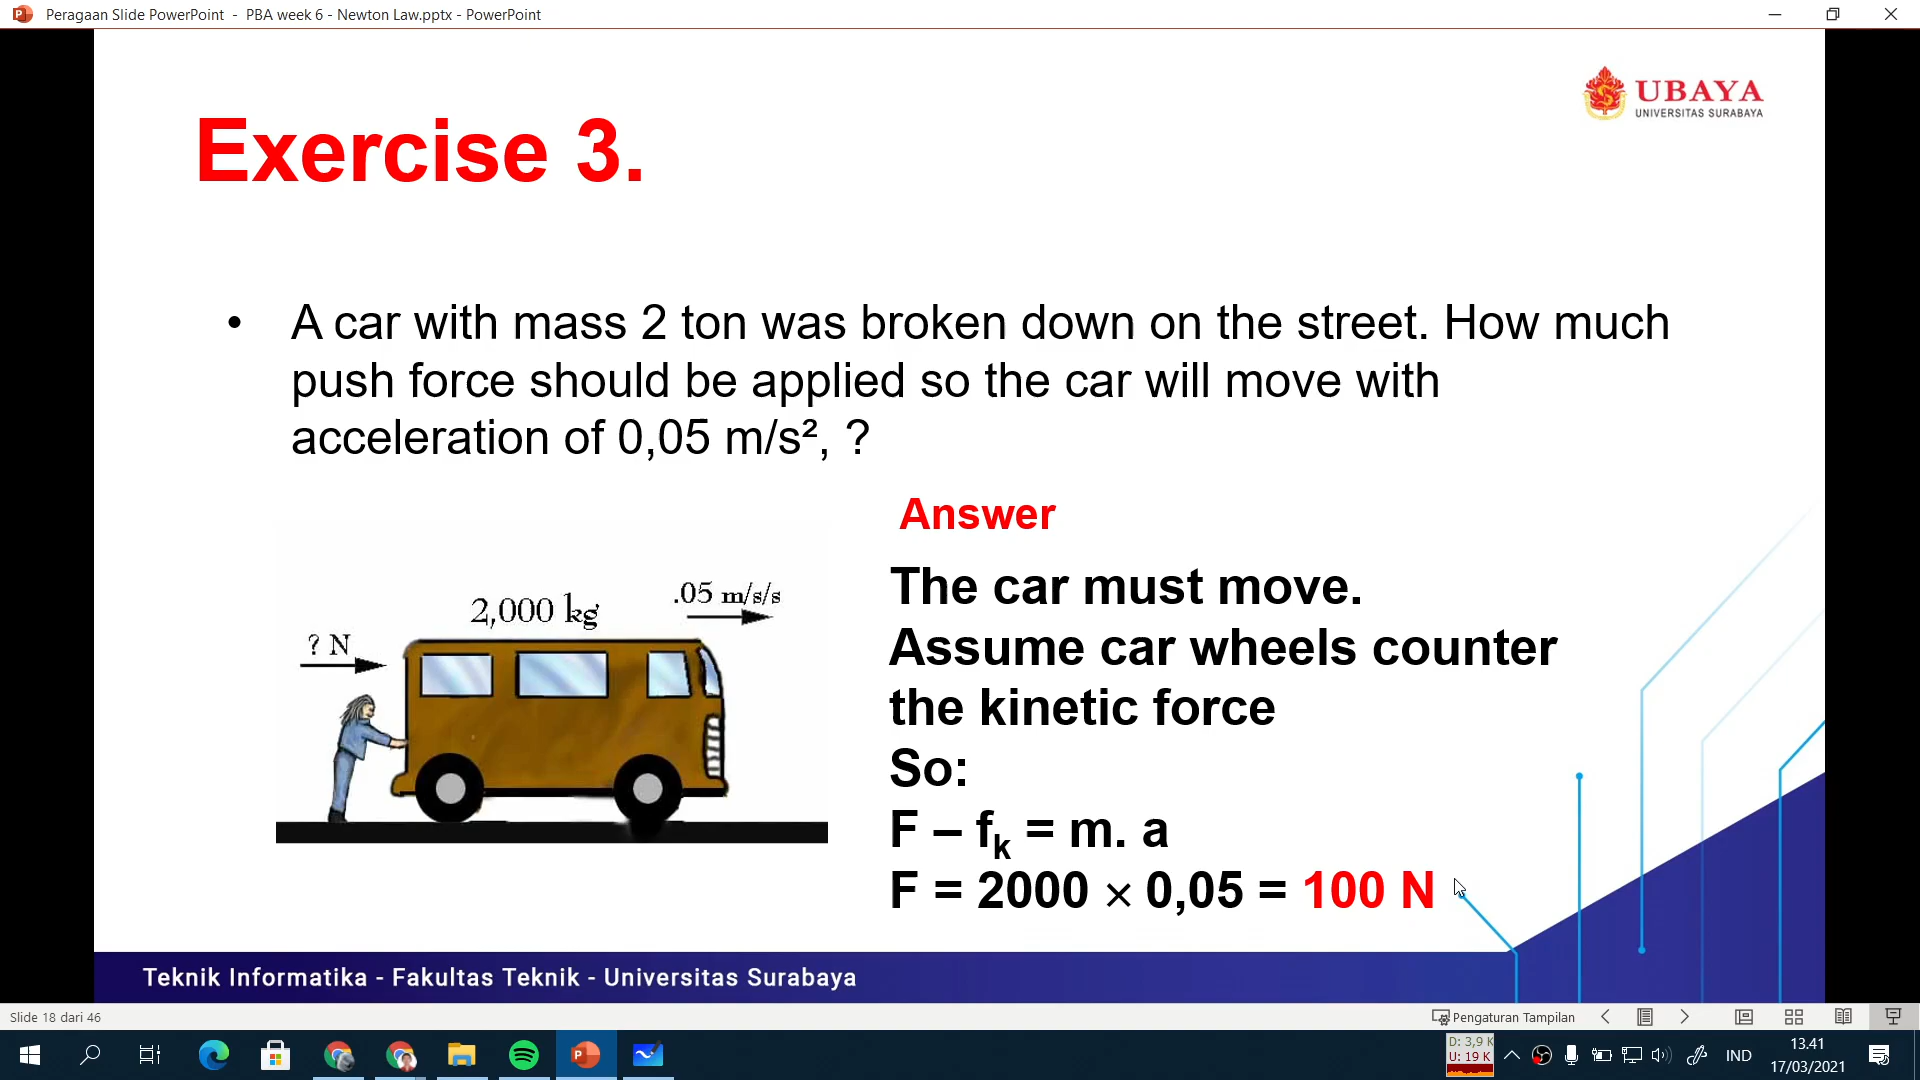 Peragaan Slide PowerPoint - PBA week 6 - Newton Law.pptx - PowerPoint
UBAYA
UNIVERSITAS SURABAYA
Exercise 3.
• A car with mass 2 ton was broken down on the street. How much
push force should be applied so the car will move with
acceleration of 0,05 m/s², ?
Answer
The car must move.
Assume car wheels counter
the kinetic force
So:
F – fk = m. a
F = 2000 × 0,05 = 100 N
2,000 kg
.05 m/s/s
? N
Teknik Informatika - Fakultas Teknik - Universitas Surabaya
Slide 18 dari 46
Pengaturan Tampilan
D: 3,9 K
U: 19 K
IND
13.41
17/03/2021